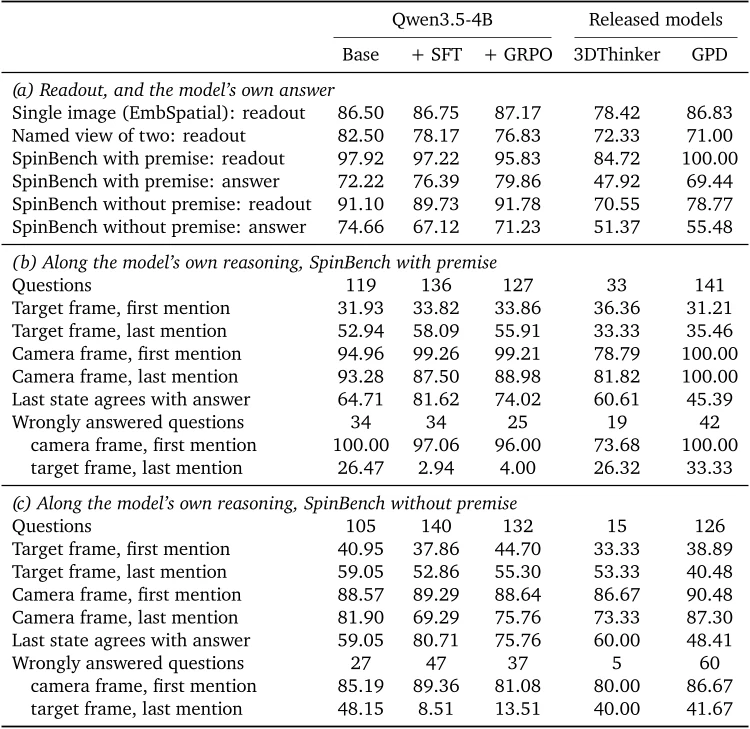 Qwen3.5-4B Released models
Base + SFT + GRPO 3DThinker GPD
(a) Readout, and the model's own answer
Single image (EmbSpatial): readout 86.50 86.75 87.17 78.42 86.83
Named view of two: readout 82.50 78.17 76.83 72.33 71.00
SpinBench with premise: readout 97.92 97.22 95.83 84.72 100.00
SpinBench with premise: answer 72.22 76.39 79.86 47.92 69.44
SpinBench without premise: readout 91.10 89.73 91.78 70.55 78.77
SpinBench without premise: answer 74.66 67.12 71.23 51.37 55.48
(b) Along the model's own reasoning, SpinBench with premise
Questions 119 136 127 33 141
Target frame, first mention 31.93 33.82 33.86 36.36 31.21
Target frame, last mention 52.94 58.09 55.91 33.33 35.46
Camera frame, first mention 94.96 99.26 99.21 78.79 100.00
Camera frame, last mention 93.28 87.50 88.98 81.82 100.00
Last state agrees with answer 64.71 81.62 74.02 60.61 45.39
Wrongly answered questions 34 34 25 19 42
camera frame, first mention 100.00 97.06 96.00 73.68 100.00
target frame, last mention 26.47 2.94 4.00 26.32 33.33
(c) Along the model's own reasoning, SpinBench without premise
Questions 105 140 132 15 126
Target frame, first mention 40.95 37.86 44.70 33.33 38.89
Target frame, last mention 59.05 52.86 55.30 53.33 40.48
Camera frame, first mention 88.57 89.29 88.64 86.67 90.48
Camera frame, last mention 81.90 69.29 75.76 73.33 87.30
Last state agrees with answer 59.05 80.71 75.76 60.00 48.41
Wrongly answered questions 27 47 37 5 60
camera frame, first mention 85.19 89.36 81.08 80.00 86.67
target frame, last mention 48.15 8.51 13.51 40.00 41.67